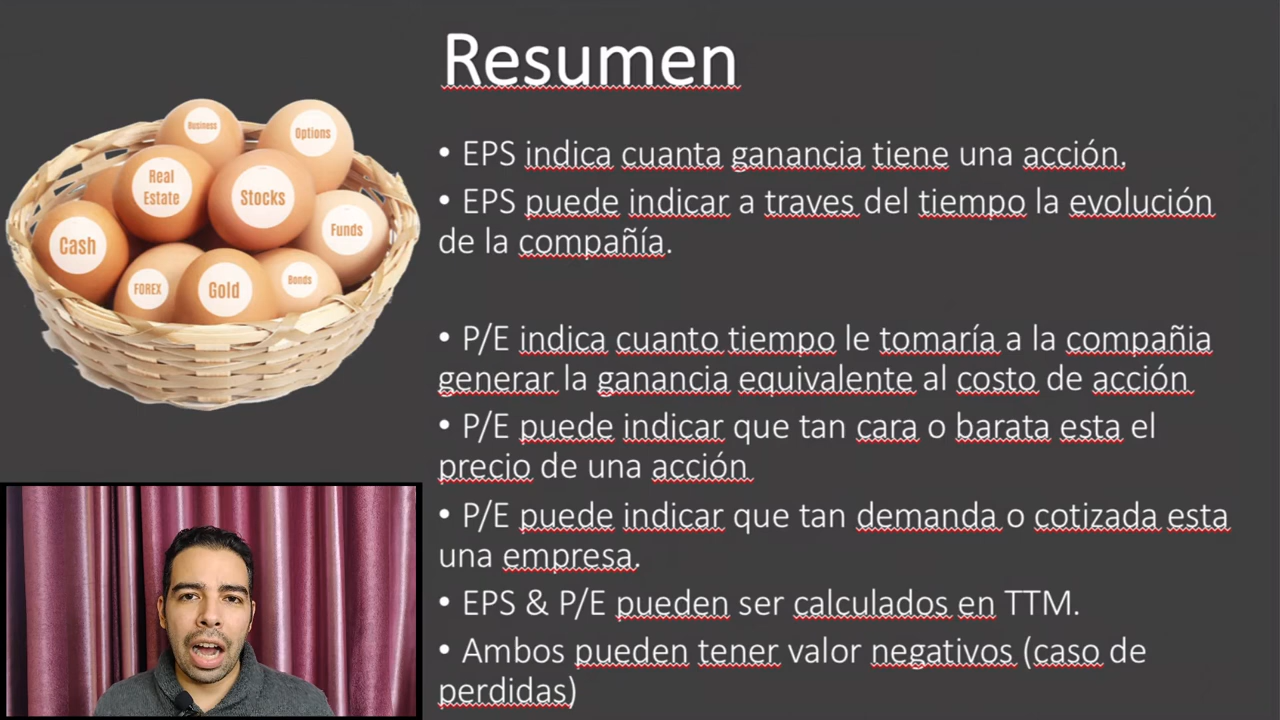 Resumen
Business
Options
Real
Estate
Stocks
Funds
Cash
FOREX
Gold
Bonds
• EPS indica cuanta ganancia tiene una acción.
• EPS puede indicar a traves del tiempo la evolución
de la compañía.
• P/E indica cuanto tiempo le tomaría a la compañia
generar la ganancia equivalente al costo de acción
• P/E puede indicar que tan cara o barata esta el
precio de una acción
• P/E puede indicar que tan demanda o cotizada esta
una empresa.
• EPS & P/E pueden ser calculados en TTM.
• Ambos pueden tener valor negativos (caso de
perdidas)